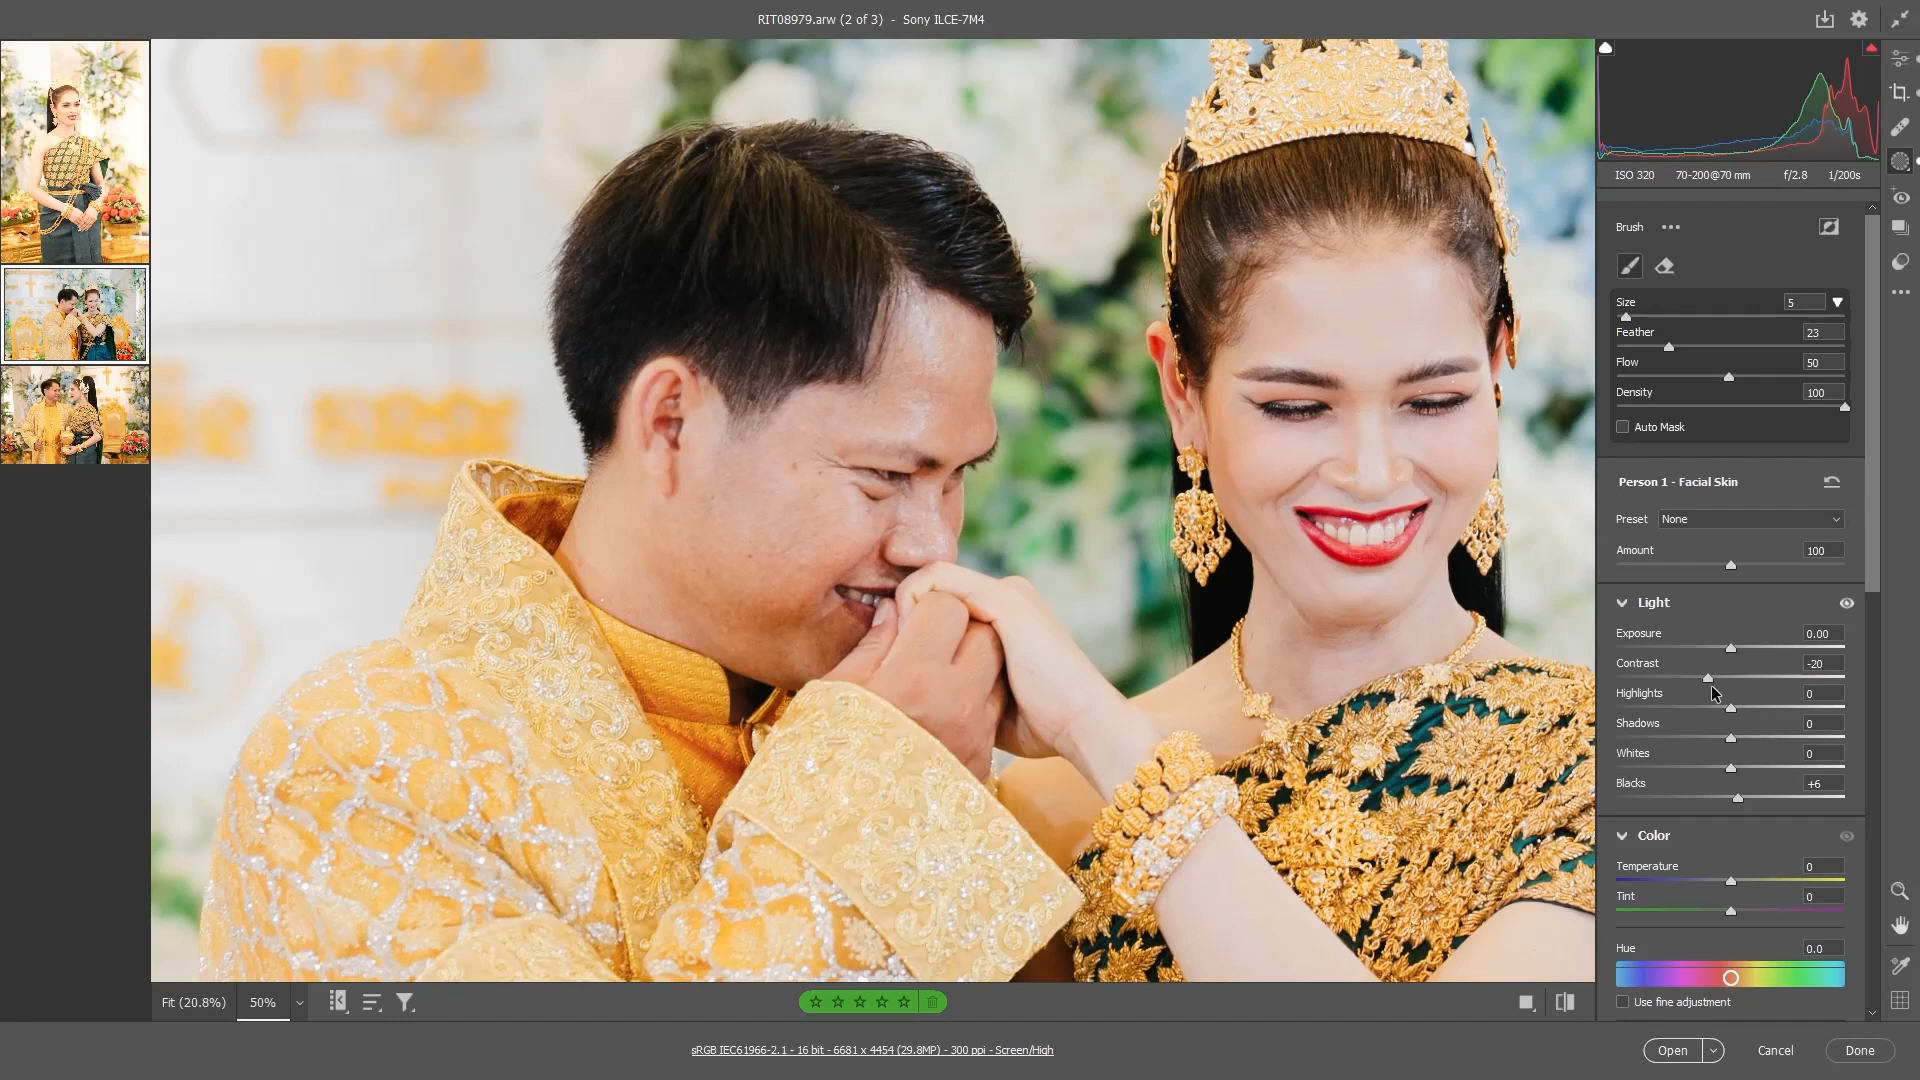 RIT08979.arw (2 of 3) - Sony ILCE-7M4
ISO 320 70-200@70 mm f/2.8 1/200s
Brush
Size 5
Feather 23
Flow 50
Density 100
Auto Mask
Person 1 - Facial Skin
Preset None
Amount 100
Light
Exposure 0.00
Contrast -20
Highlights 0
Shadows 0
Whites 0
Blacks +6
Color
Temperature 0
Tint 0
Hue 0.0
Use fine adjustment
Fit (20.8%) 50%
sRGB IEC61966-2.1 - 16 bit - 6681 x 4454 (29.8MP) - 300 ppi - Screen/High
Open Cancel Done